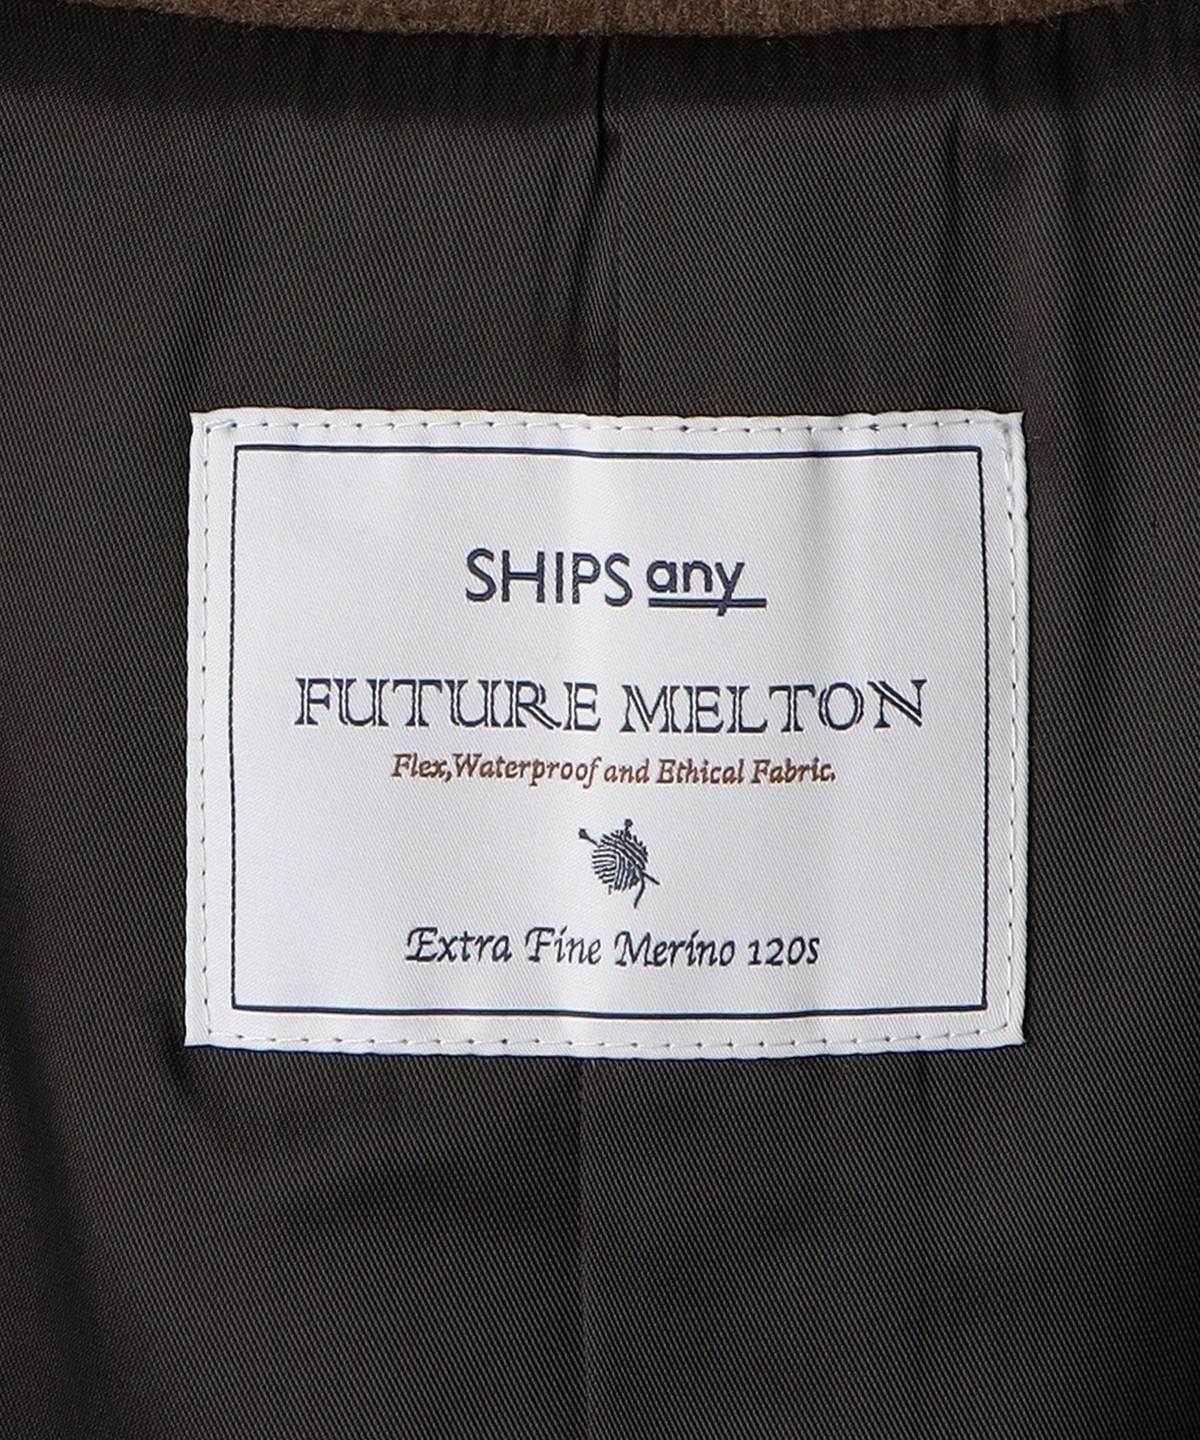 SHIPS any
FUTURE MELTON
Flex,Waterproof and Ethical Fabric.
Extra Fine Merino 120s